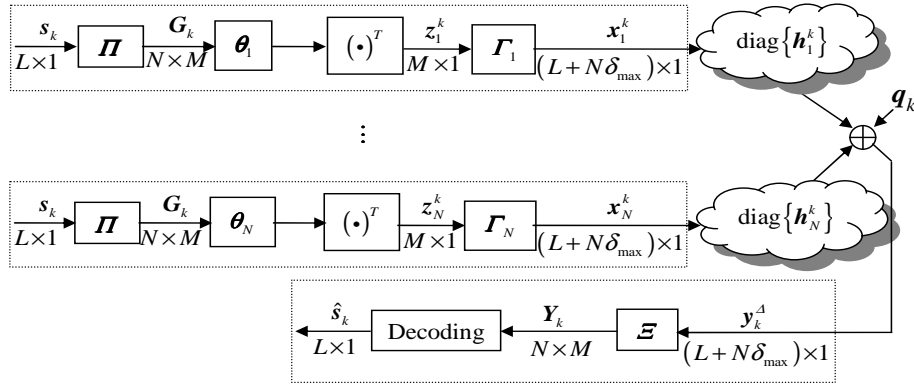 s_k G_k z_1^k x_1^k
Π θ_1 (•)^T Γ_1 diag{h_1^k}
L×1 N×M M×1 (L+Nδ_max)×1
q_k
⋮
s_k G_k z_N^k x_N^k
Π θ_N (•)^T Γ_N diag{h_N^k}
L×1 N×M M×1 (L+Nδ_max)×1
ŝ_k Y_k y_k^Δ
Decoding Ξ
L×1 N×M (L+Nδ_max)×1